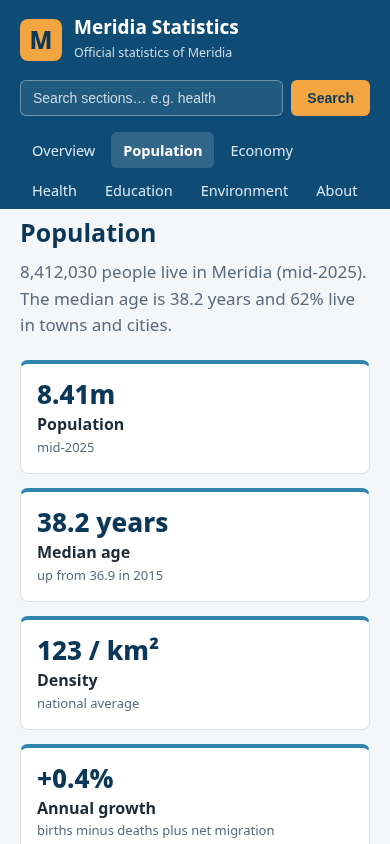 M
Meridia Statistics
Official statistics of Meridia
Search sections… e.g. health
Search
Overview Population Economy
Health Education Environment About
Population
8,412,030 people live in Meridia (mid-2025).
The median age is 38.2 years and 62% live
in towns and cities.
8.41m
Population
mid-2025
38.2 years
Median age
up from 36.9 in 2015
123 / km²
Density
national average
+0.4%
Annual growth
births minus deaths plus net migration